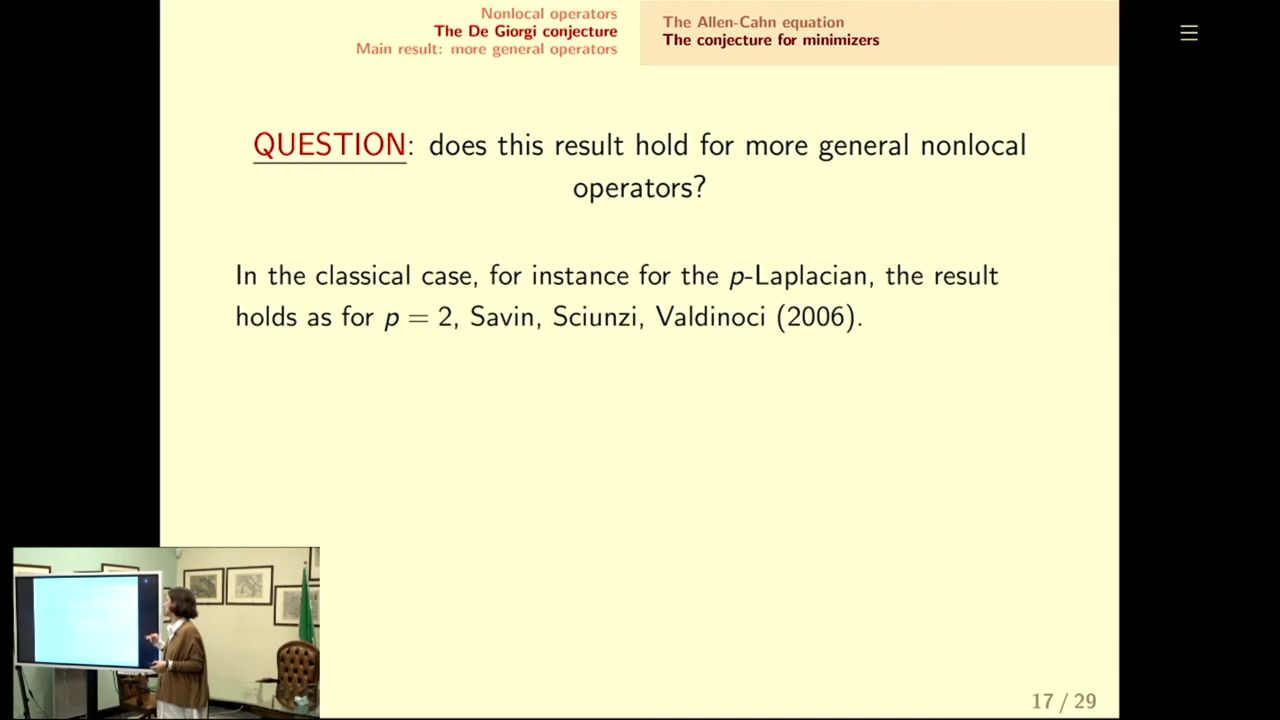 Nonlocal operators
The De Giorgi conjecture
Main result: more general operators
The Allen-Cahn equation
The conjecture for minimizers
QUESTION: does this result hold for more general nonlocal
operators?
In the classical case, for instance for the p-Laplacian, the result
holds as for p = 2, Savin, Sciunzi, Valdinoci (2006).
17 / 29